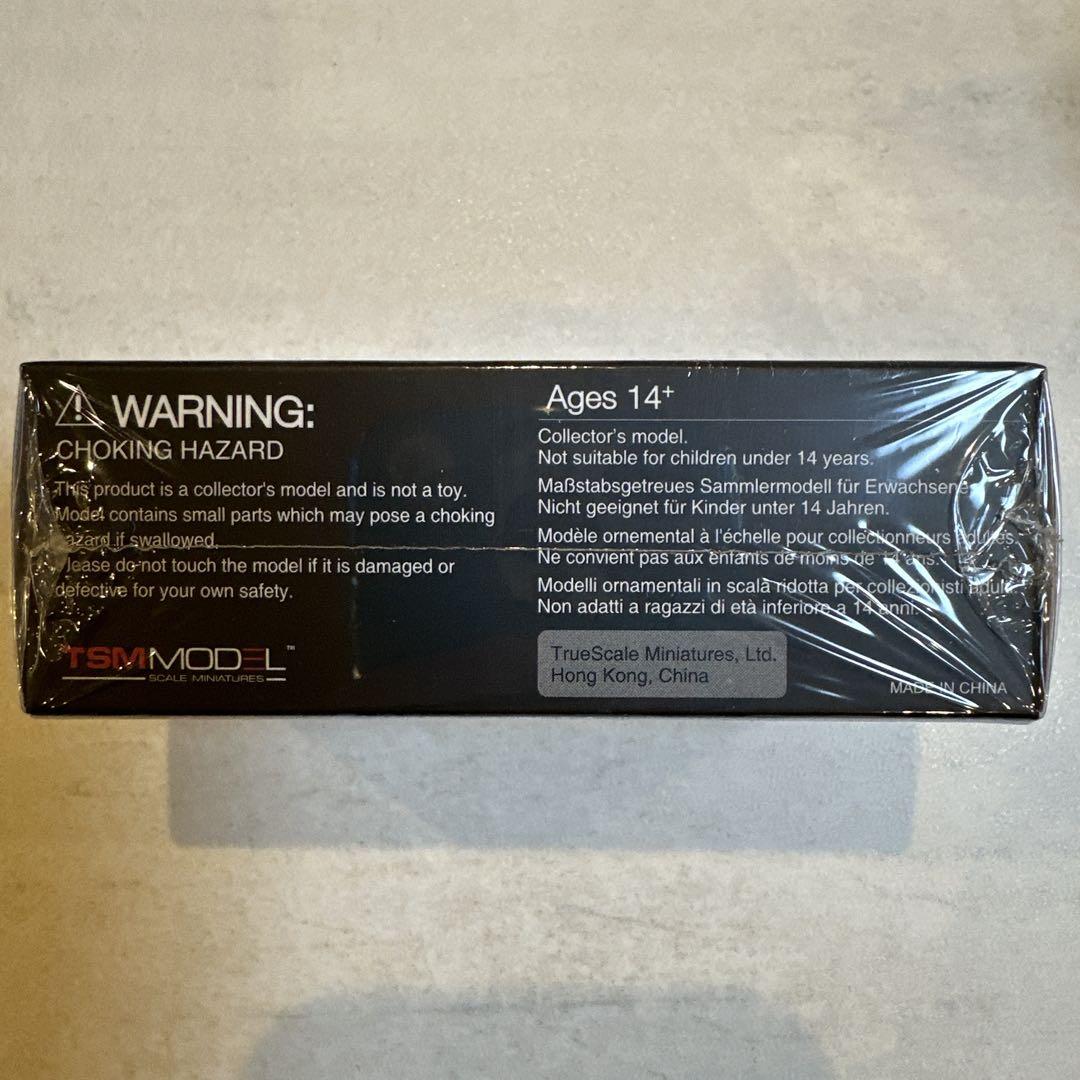 ⚠ WARNING:
CHOKING HAZARD
This product is a collector's model and is not a toy.
Model contains small parts which may pose a choking
hazard if swallowed.
Please do not touch the model if it is damaged or
defective for your own safety.
TSMMODEL™
SCALE MINIATURES
Ages 14+
Collector's model.
Not suitable for children under 14 years.
Maßstabsgetreues Sammlermodell für Erwachsene
Nicht geeignet für Kinder unter 14 Jahren.
Modèle ornemental à l'échelle pour collectionneurs adultes.
Ne convient pas aux enfants de moins de 14 ans.
Modelli ornamentali in scala ridotta per collezionisti adulti.
Non adatti a ragazzi di età inferiore a 14 anni.
TrueScale Miniatures, Ltd.
Hong Kong, China
MADE IN CHINA